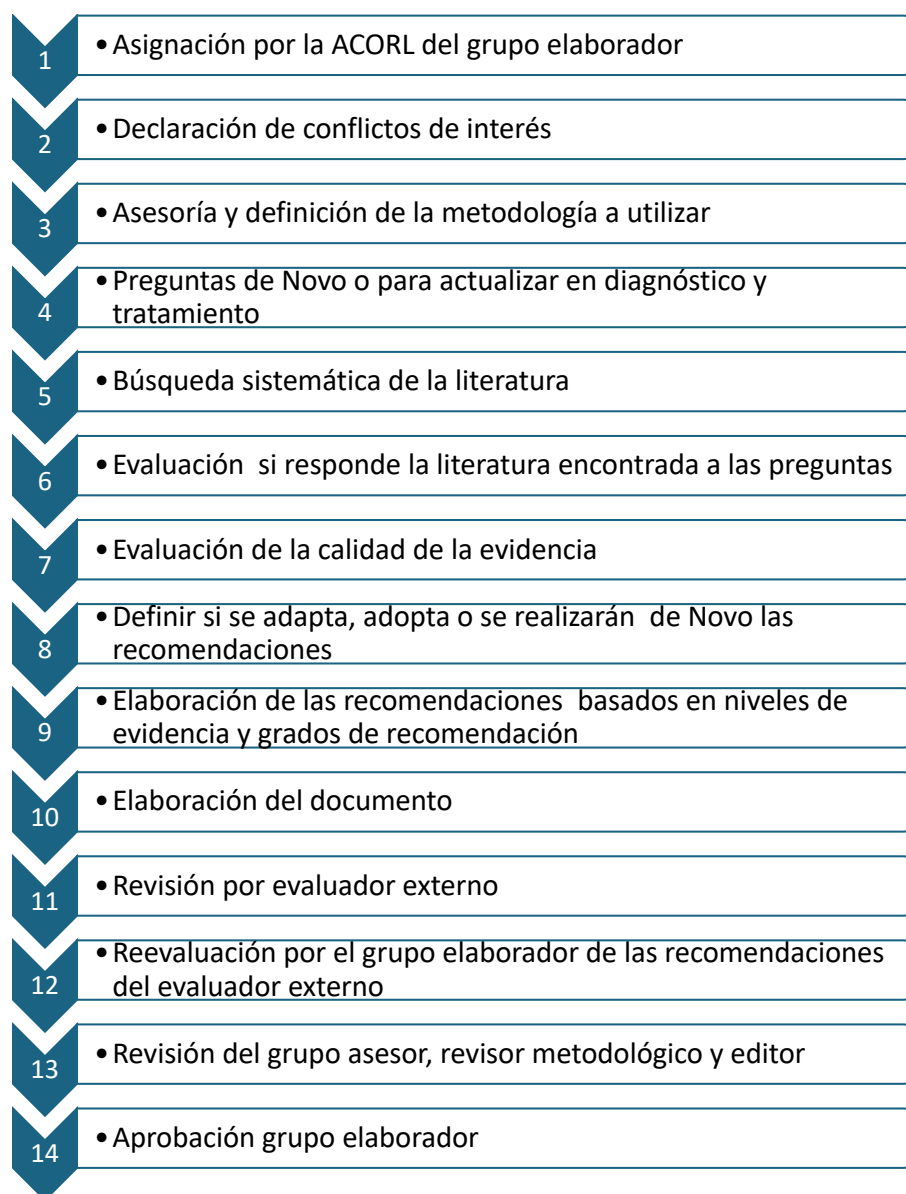 1
• Asignación por la ACORL del grupo elaborador
2
• Declaración de conflictos de interés
3
• Asesoría y definición de la metodología a utilizar
4
• Preguntas de Novo o para actualizar en diagnóstico y
tratamiento
5
• Búsqueda sistemática de la literatura
6
• Evaluación  si responde la literatura encontrada a las preguntas
7
• Evaluación de la calidad de la evidencia
8
• Definir si se adapta, adopta o se realizarán  de Novo las
recomendaciones
9
• Elaboración de las recomendaciones  basados en niveles de
evidencia y grados de recomendación
10
• Elaboración del documento
11
• Revisión por evaluador externo
12
• Reevaluación por el grupo elaborador de las recomendaciones
del evaluador externo
13
• Revisión del grupo asesor, revisor metodológico y editor
14
• Aprobación grupo elaborador